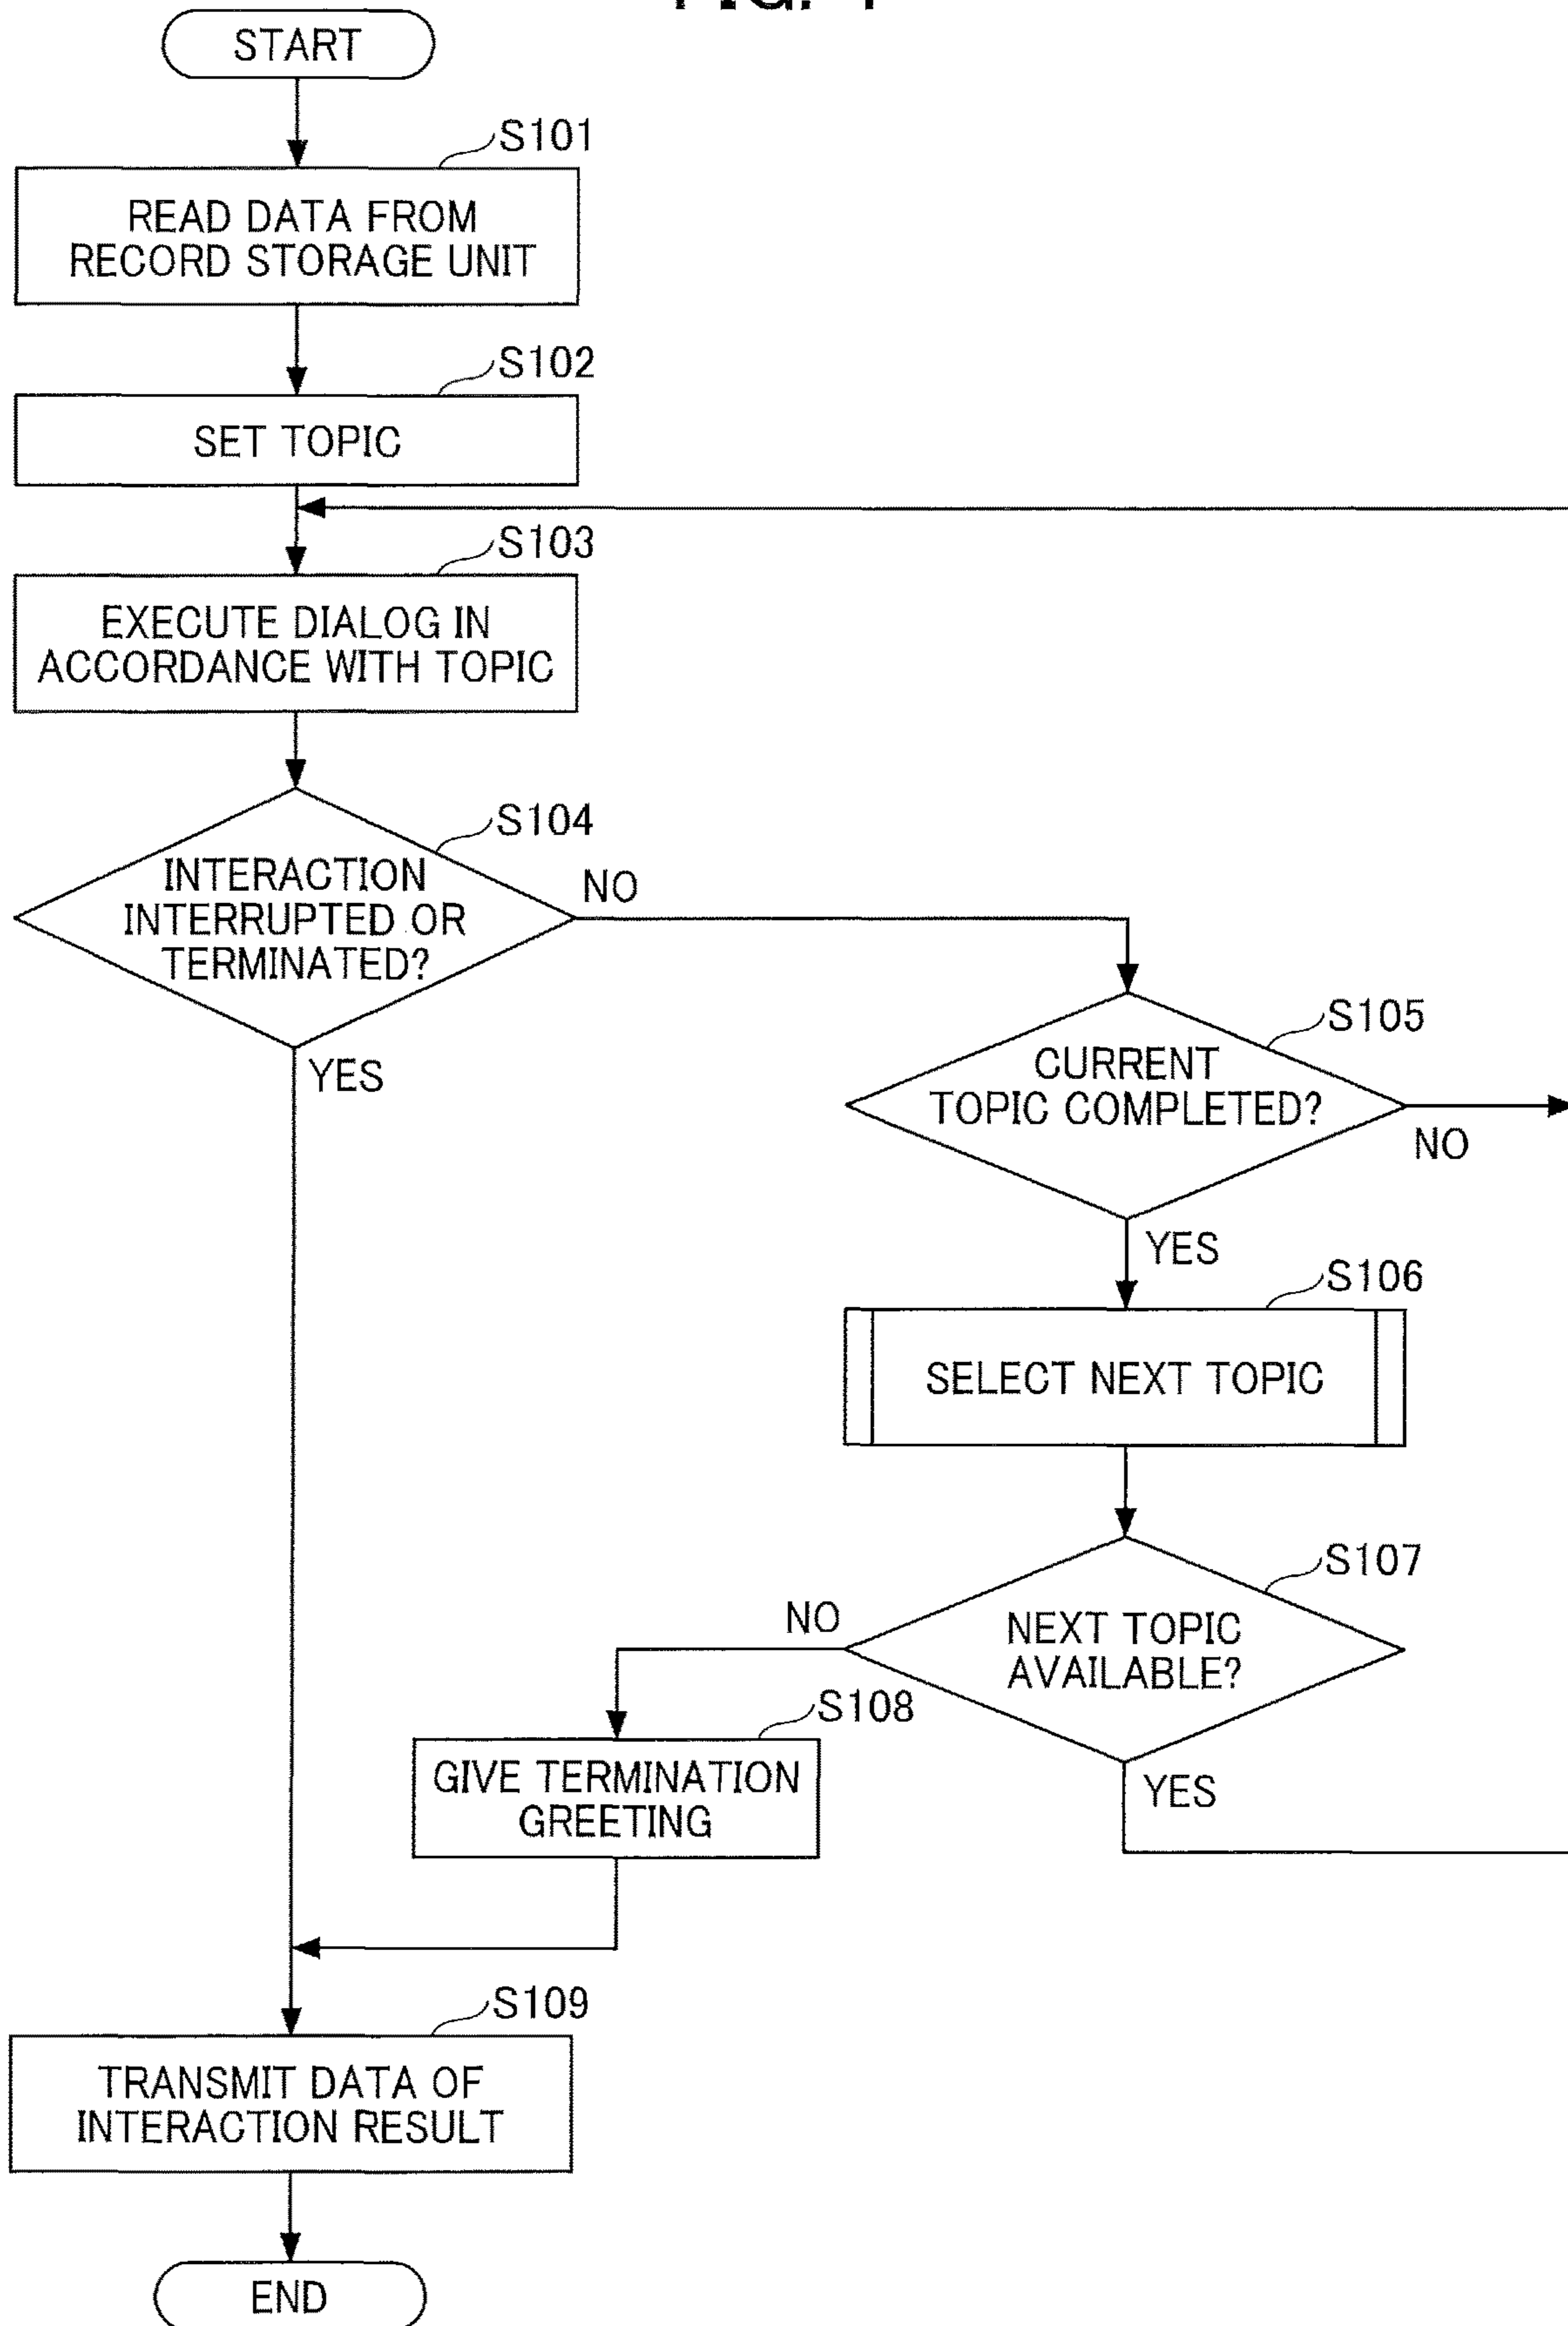 START
S101
READ DATA FROM
RECORD STORAGE UNIT
S102
SET TOPIC
S103
EXECUTE DIALOG IN
ACCORDANCE WITH TOPIC
S104
INTERACTION
INTERRUPTED OR
TERMINATED?
NO
YES
S105
CURRENT
TOPIC COMPLETED?
NO
YES
S106
SELECT NEXT TOPIC
S107
NEXT TOPIC
AVAILABLE?
NO
YES
S108
GIVE TERMINATION
GREETING
S109
TRANSMIT DATA OF
INTERACTION RESULT
END